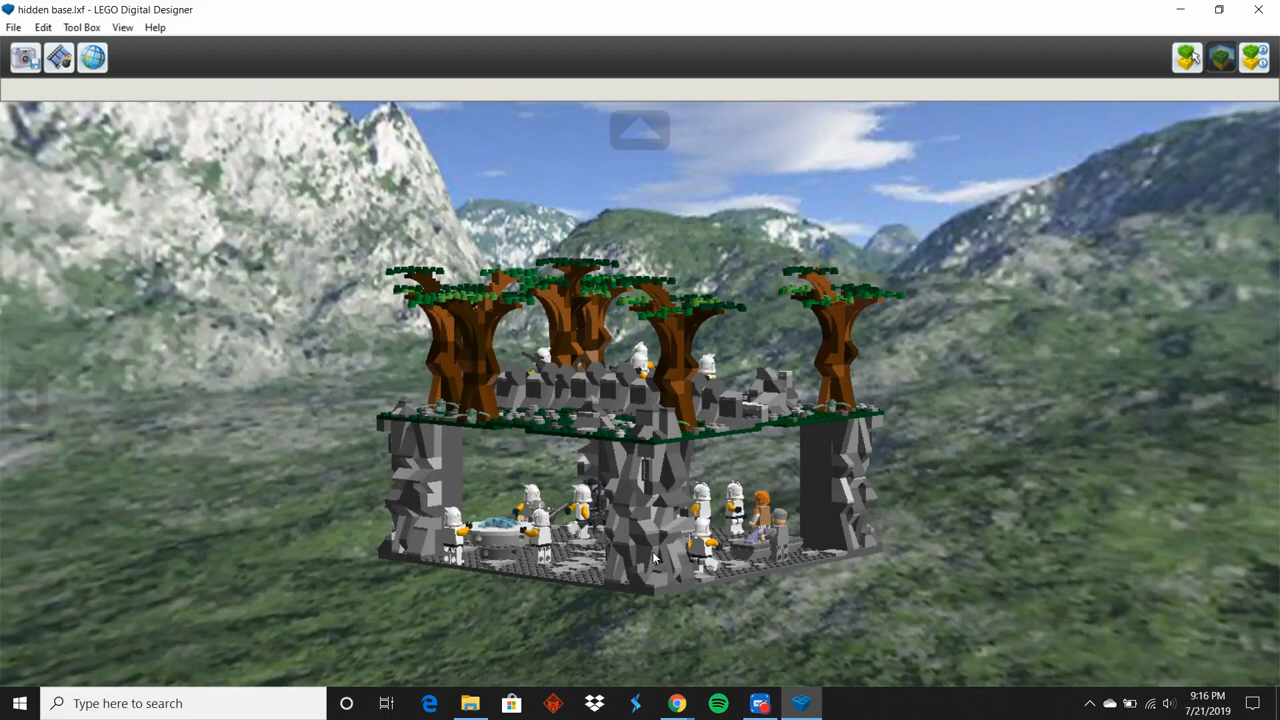 hidden base.lxf - LEGO Digital Designer
File Edit Tool Box View Help
Type here to search
9:16 PM
7/21/2019